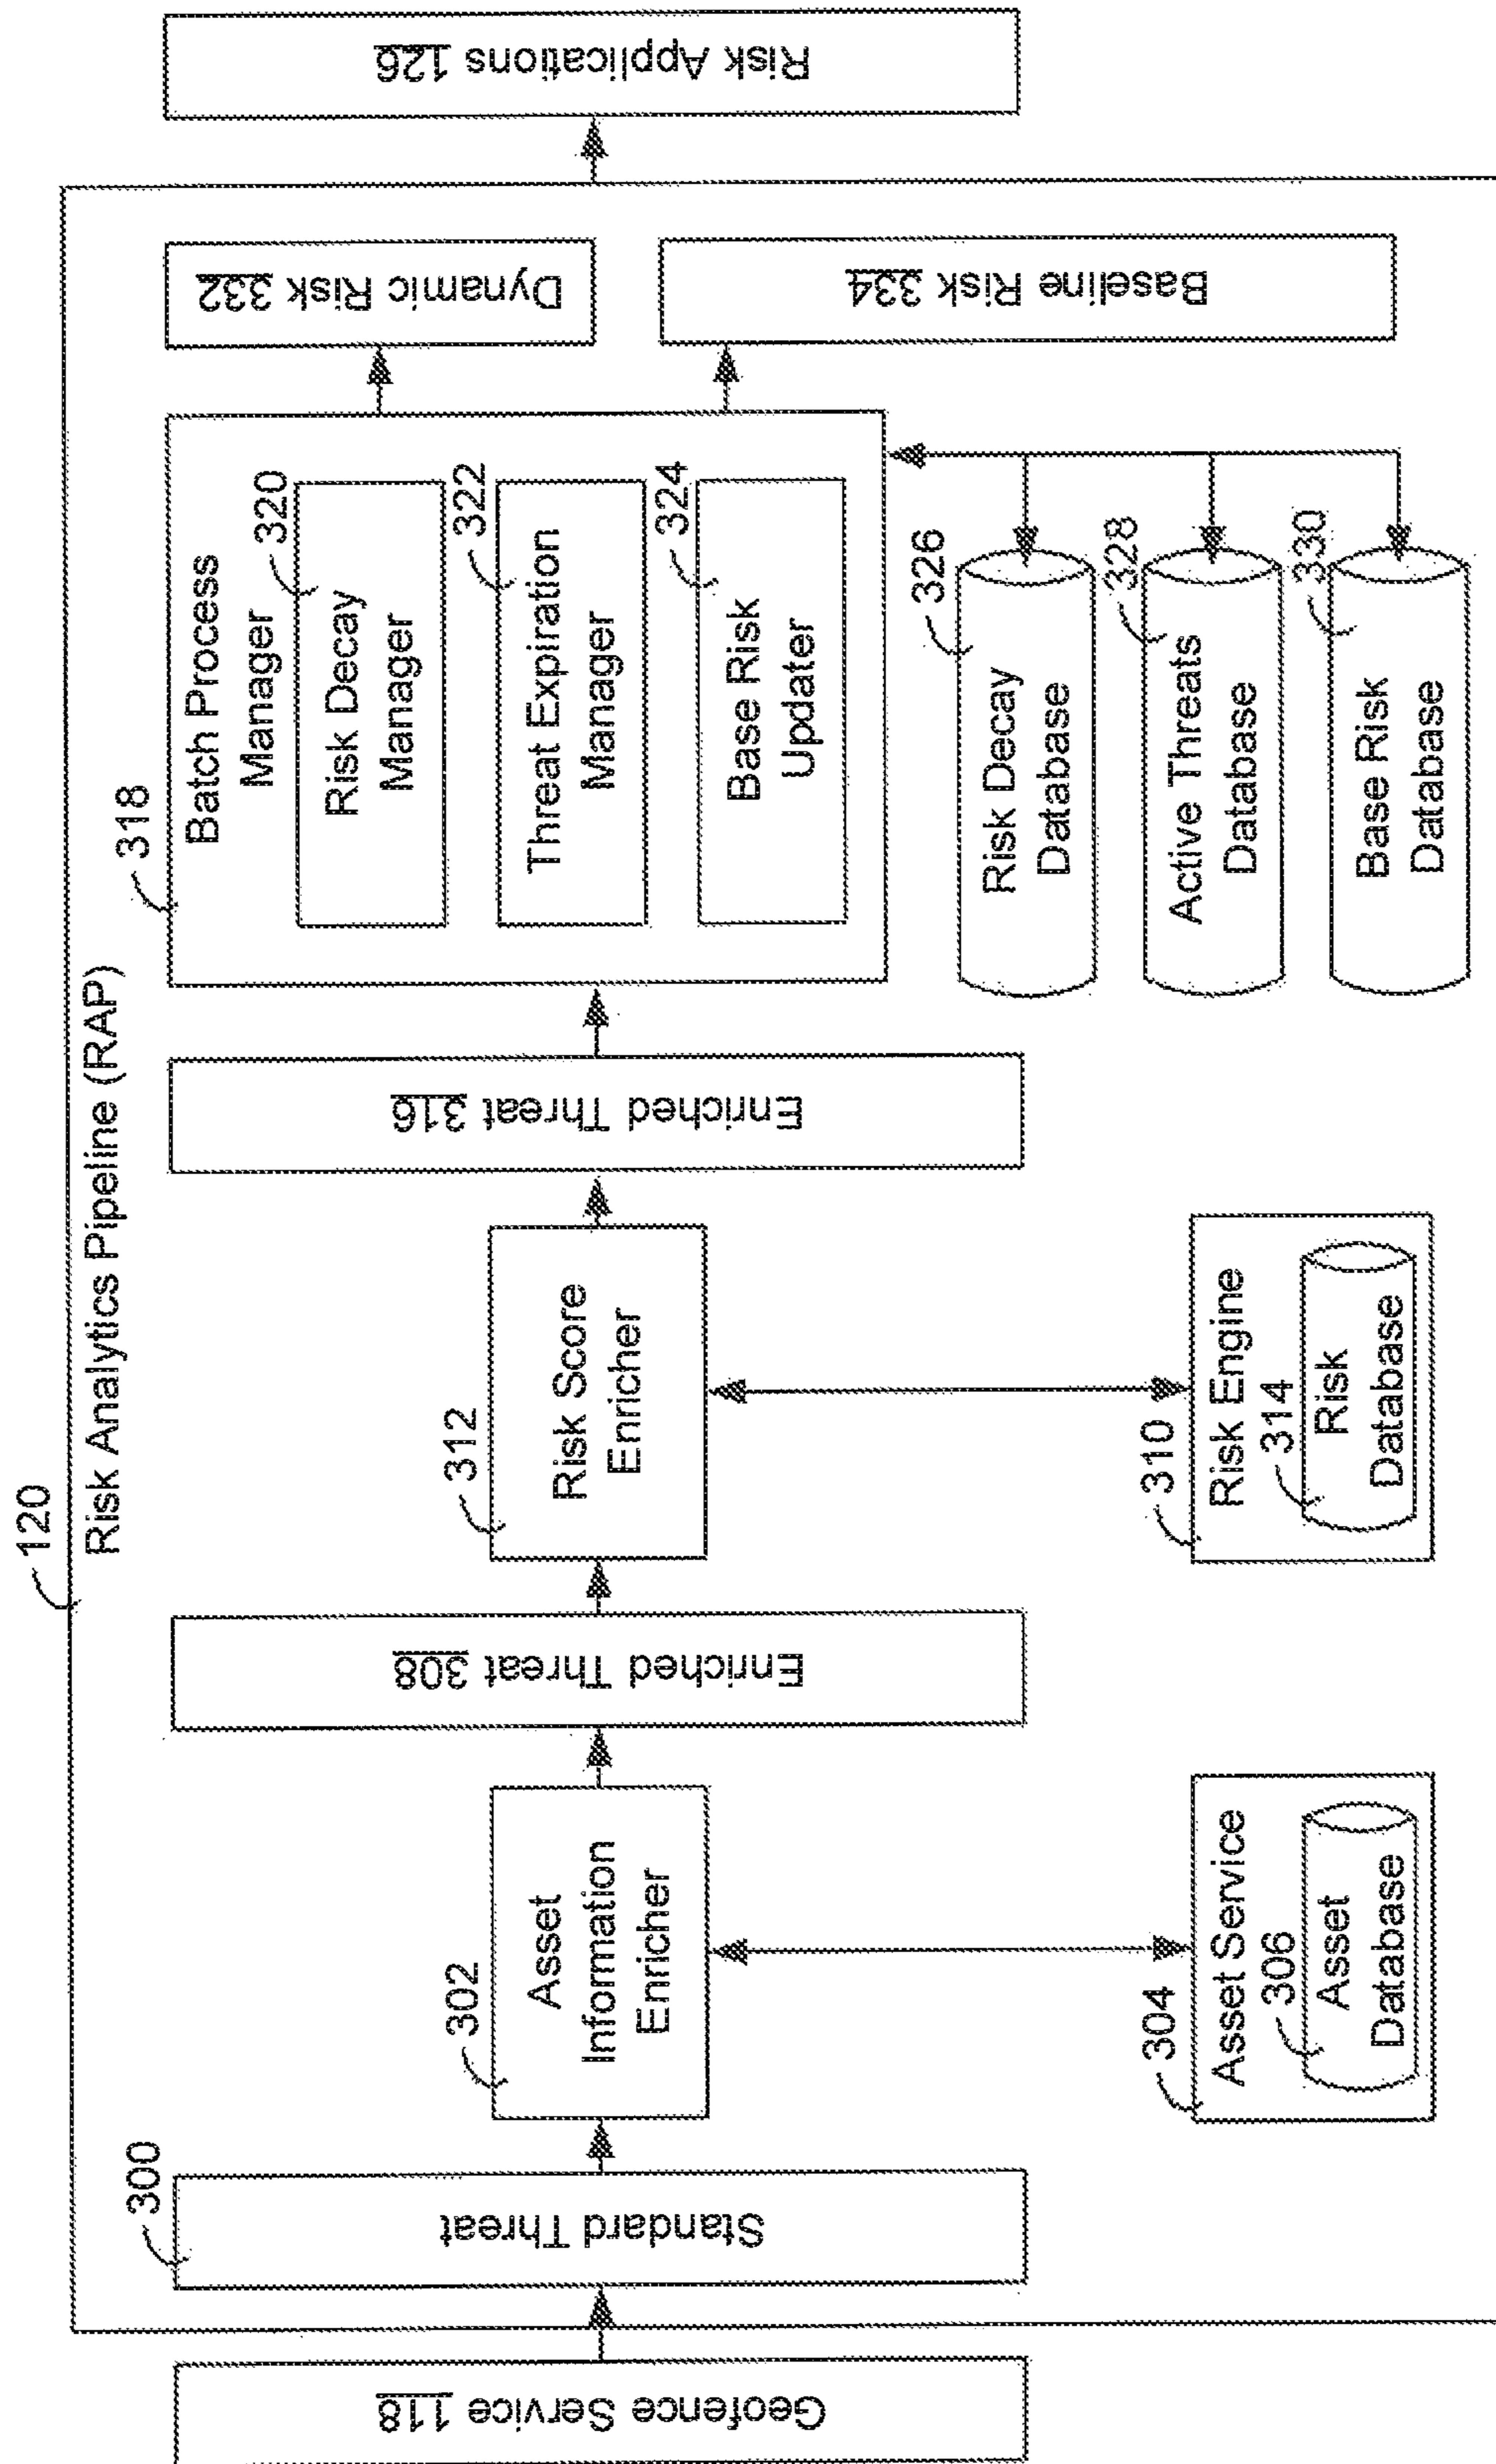 120
Risk Analytics Pipeline (RAP)
Geofence Service 118
300
Standard Threat
302
Asset
Information
Enricher
304
Asset Service
306
Asset
Database
Enriched Threat 308
312
Risk Score
Enricher
310
Risk Engine
314
Risk
Database
Enriched Threat 316
318
Batch Process
Manager
320
Risk Decay
Manager
322
Threat Expiration
Manager
324
Base Risk
Updater
326
Risk Decay
Database
328
Active Threats
Database
330
Base Risk
Database
Dynamic Risk 332
Baseline Risk 334
Risk Applications 126